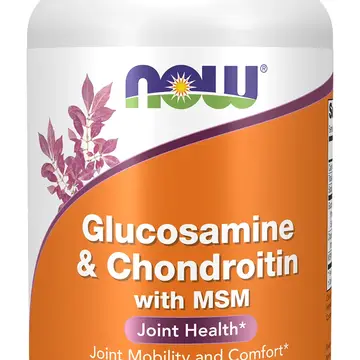 NOW®
Glucosamine
& Chondroitin
with MSM
Joint Health*
Joint Mobility and Comfort*